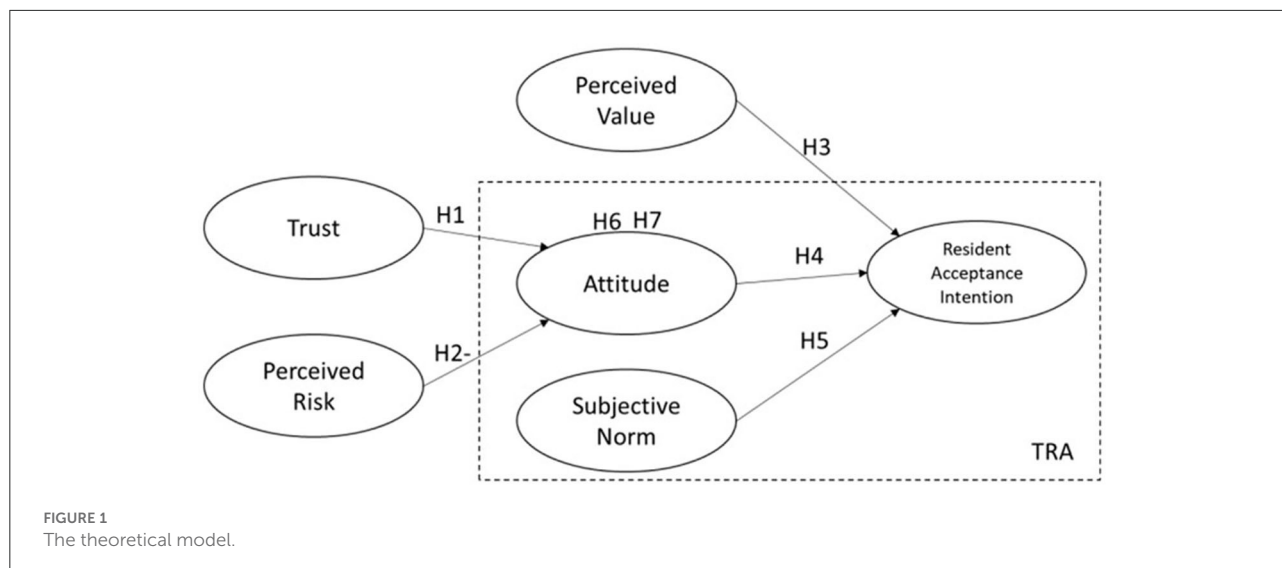 Perceived
Value
H3
Trust
H1
H6 H7
Attitude
H4
Resident
Acceptance
Intention
Perceived
Risk
H2-
H5
Subjective
Norm
TRA
FIGURE 1
The theoretical model.